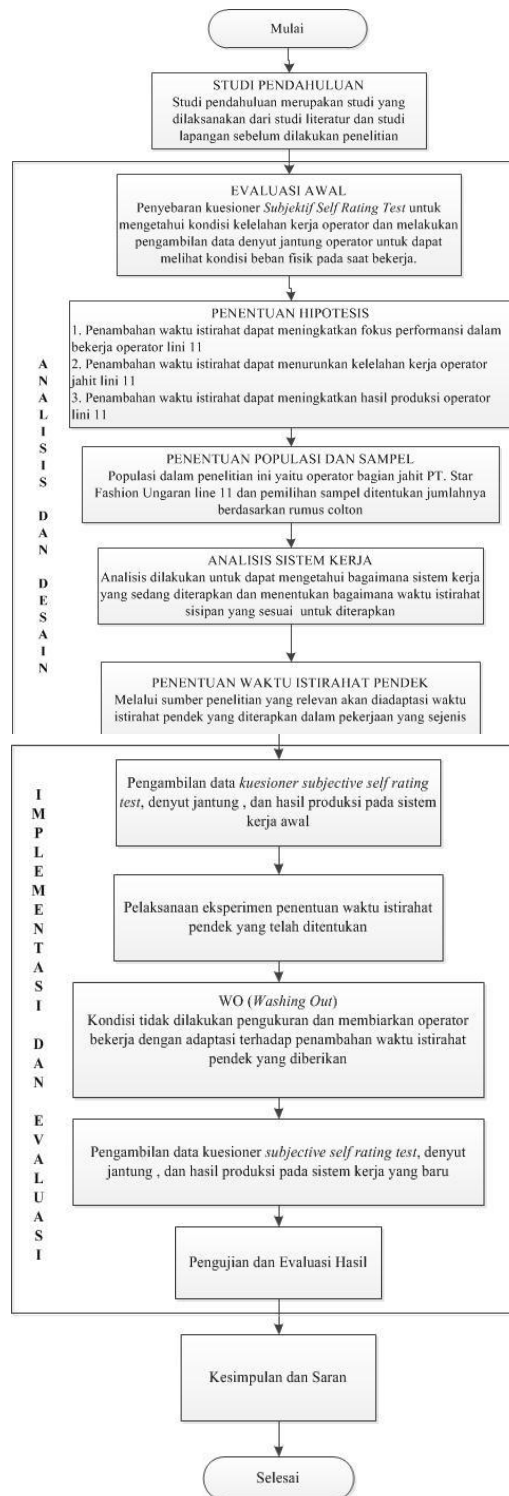 Mulai
STUDI PENDAHULUAN
Studi pendahuluan merupakan studi yang
dilaksanakan dari studi literatur dan studi
lapangan sebelum dilakukan penelitian
ANALISIS DAN DESAIN
EVALUASI AWAL
Penyebaran kuesioner Subjektif Self Rating Test untuk
mengetahui kondisi kelelahan kerja operator dan melakukan
pengambilan data denyut jantung operator untuk dapat
melihat kondisi beban fisik pada saat bekerja.
PENENTUAN HIPOTESIS
1. Penambahan waktu istirahat dapat meningkatkan fokus performansi dalam
bekerja operator lini 11
2. Penambahan waktu istirahat dapat menurunkan kelelahan kerja operator
jahit lini 11
3. Penambahan waktu istirahat dapat meningkatkan hasil produksi operator
lini 11
PENENTUAN POPULASI DAN SAMPEL
Populasi dalam penelitian ini yaitu operator bagian jahit PT. Star
Fashion Ungaran line 11 dan pemilihan sampel ditentukan jumlahnya
berdasarkan rumus colton
ANALISIS SISTEM KERJA
Analisis dilakukan untuk dapat mengetahui bagaimana sistem kerja
yang sedang diterapkan dan menentukan bagaimana waktu istirahat
sisipan yang sesuai untuk diterapkan
PENENTUAN WAKTU ISTIRAHAT PENDEK
Melalui sumber penelitian yang relevan akan diadaptasi waktu
istirahat pendek yang diterapkan dalam pekerjaan yang sejenis
IMPLEMENTASI DAN EVALUASI
Pengambilan data kuesioner subjective self rating
test, denyut jantung , dan hasil produksi pada sistem
kerja awal
Pelaksanaan eksperimen penentuan waktu istirahat
pendek yang telah ditentukan
WO (Washing Out)
Kondisi tidak dilakukan pengukuran dan membiarkan operator
bekerja dengan adaptasi terhadap penambahan waktu istirahat
pendek yang diberikan
Pengambilan data kuesioner subjective self rating test, denyut
jantung , dan hasil produksi pada sistem kerja yang baru
Pengujian dan Evaluasi Hasil
Kesimpulan dan Saran
Selesai